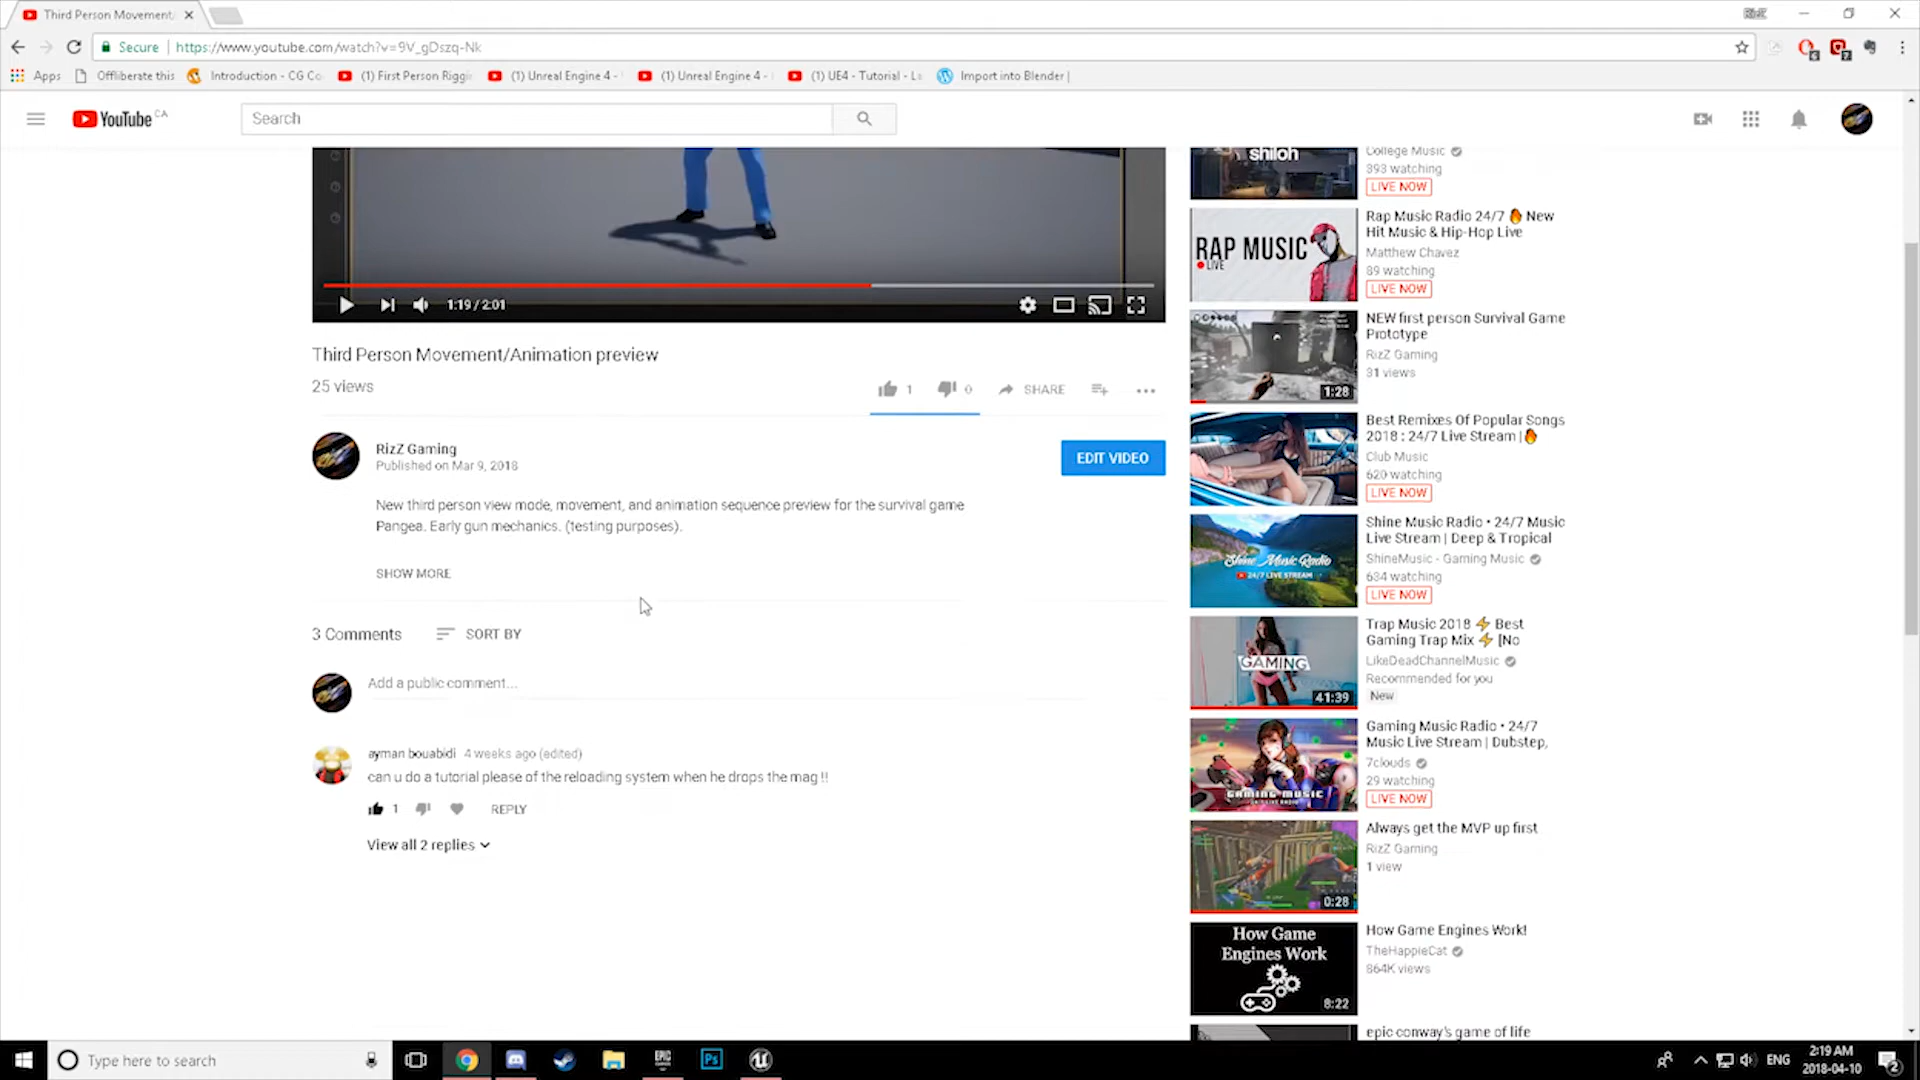 Third Person Movement/
RizZ
Secure
https://www.youtube.com/watch?v=9V_gDszq-Nk
Apps
Offliberate this
Introduction - CG Co
(1) First Person Riggi
(1) Unreal Engine 4 -
(1) Unreal Engine 4 -
(1) UE4 - Tutorial - L
Import into Blender |
YouTube CA
Search
1:19 / 2:01
Third Person Movement/Animation preview
25 views
1
0
SHARE
RizZ Gaming
Published on Mar 9, 2018
EDIT VIDEO
New third person view mode, movement, and animation sequence preview for the survival game
Pangea. Early gun mechanics. (testing purposes).
SHOW MORE
3 Comments
SORT BY
Add a public comment...
ayman bouabidi 4 weeks ago (edited)
can u do a tutorial please of the reloading system when he drops the mag !!
1
REPLY
View all 2 replies
shiloh
College Music
393 watching
LIVE NOW
RAP MUSIC
LIVE
Rap Music Radio 24/7 🔥 New
Hit Music & Hip-Hop Live
Matthew Chavez
89 watching
LIVE NOW
1:28
NEW first person Survival Game
Prototype
RizZ Gaming
31 views
Best Remixes Of Popular Songs
2018 : 24/7 Live Stream |🔥
Club Music
620 watching
LIVE NOW
Shine Music Radio
24/7 LIVE STREAM
Shine Music Radio • 24/7 Music
Live Stream | Deep & Tropical
ShineMusic - Gaming Music
634 watching
LIVE NOW
GAMING
41:39
Trap Music 2018 ⚡ Best
Gaming Trap Mix ⚡ [No
LikeDeadChannelMusic
Recommended for you
New
GAMING MUSIC
Gaming Music Radio • 24/7
Music Live Stream | Dubstep,
7clouds
29 watching
LIVE NOW
0:28
Always get the MVP up first
RizZ Gaming
1 view
How Game
Engines Work
8:22
How Game Engines Work!
TheHappieCat
864K views
epic conway's game of life
Type here to search
EPIC
Ps
ENG
2:19 AM
2018-04-10
2